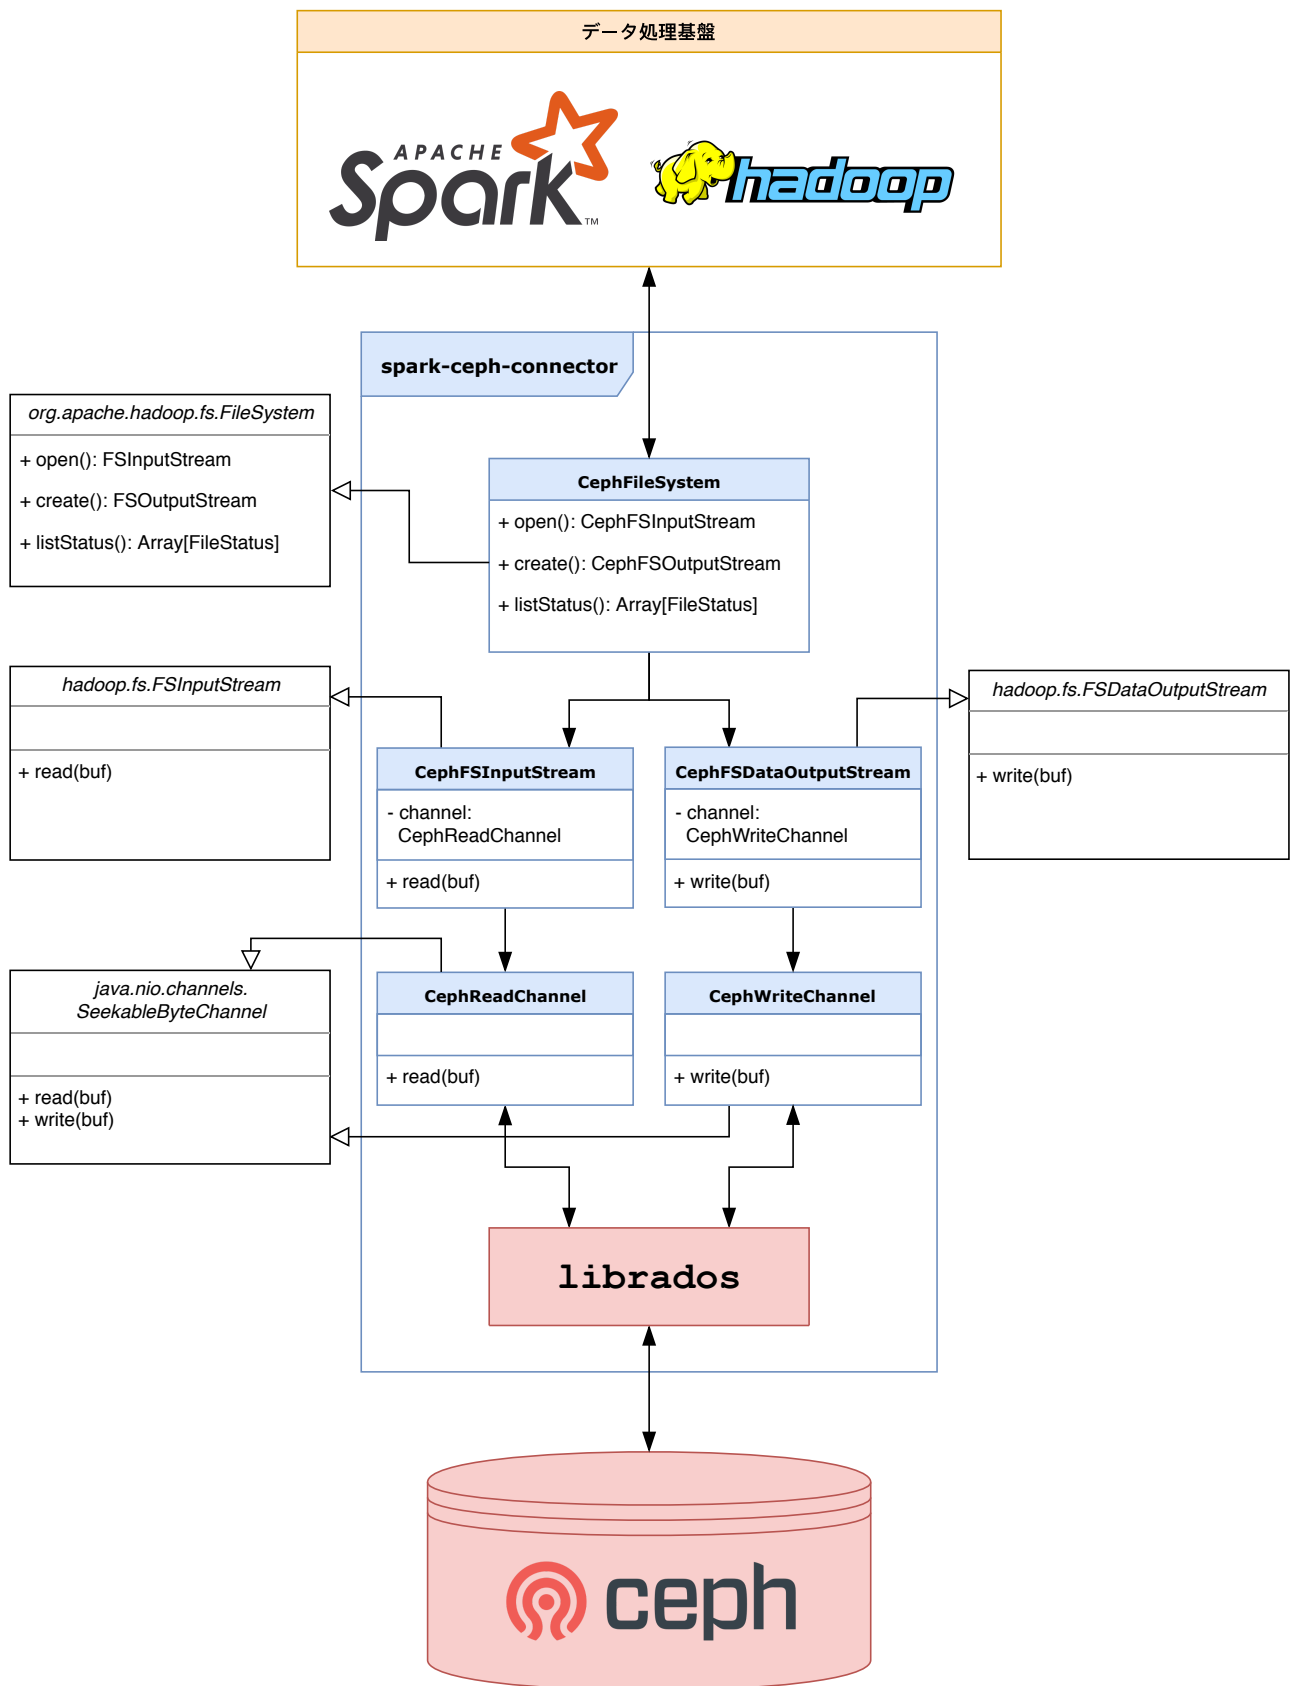 データ処理基盤
APACHE
Spark
TM
hadoop
spark-ceph-connector
org.apache.hadoop.fs.FileSystem
+ open(): FSInputStream
+ create(): FSOutputStream
+ listStatus(): Array[FileStatus]
CephFileSystem
+ open(): CephFSInputStream
+ create(): CephFSOutputStream
+ listStatus(): Array[FileStatus]
hadoop.fs.FSInputStream
+ read(buf)
hadoop.fs.FSDataOutputStream
+ write(buf)
CephFSInputStream
- channel:
CephReadChannel
+ read(buf)
CephFSDataOutputStream
- channel:
CephWriteChannel
+ write(buf)
java.nio.channels.
SeekableByteChannel
+ read(buf)
+ write(buf)
CephReadChannel
+ read(buf)
CephWriteChannel
+ write(buf)
librados
ceph